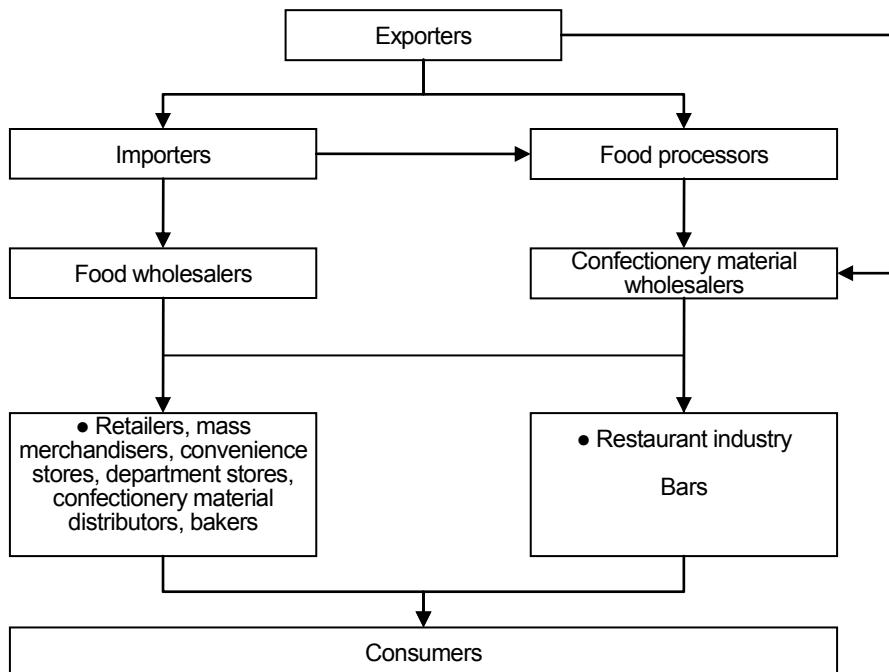 Exporters
Importers
Food processors
Food wholesalers
Confectionery material
wholesalers
● Retailers, mass
merchandisers, convenience
stores, department stores,
confectionery material
distributors, bakers
● Restaurant industry
Bars
Consumers